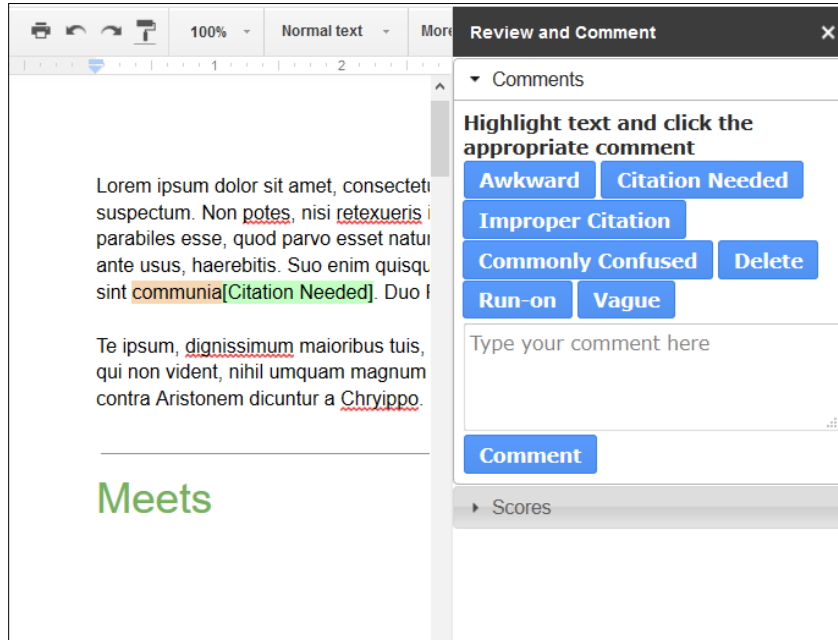 100% Normal text More
Review and Comment ×
1 2
Comments
Highlight text and click the
appropriate comment
Awkward Citation Needed
Improper Citation
Commonly Confused Delete
Run-on Vague
Type your comment here
Comment
Scores
Lorem ipsum dolor sit amet, consectetu
suspectum. Non potes, nisi retexueris i
parabiles esse, quod parvo esset natur
ante usus, haerebitis. Suo enim quisqu
sint communia[Citation Needed]. Duo
Te ipsum, dignissimum maioribus tuis,
qui non vident, nihil umquam magnum
contra Aristonem dicuntur a Chryippo.
Meets